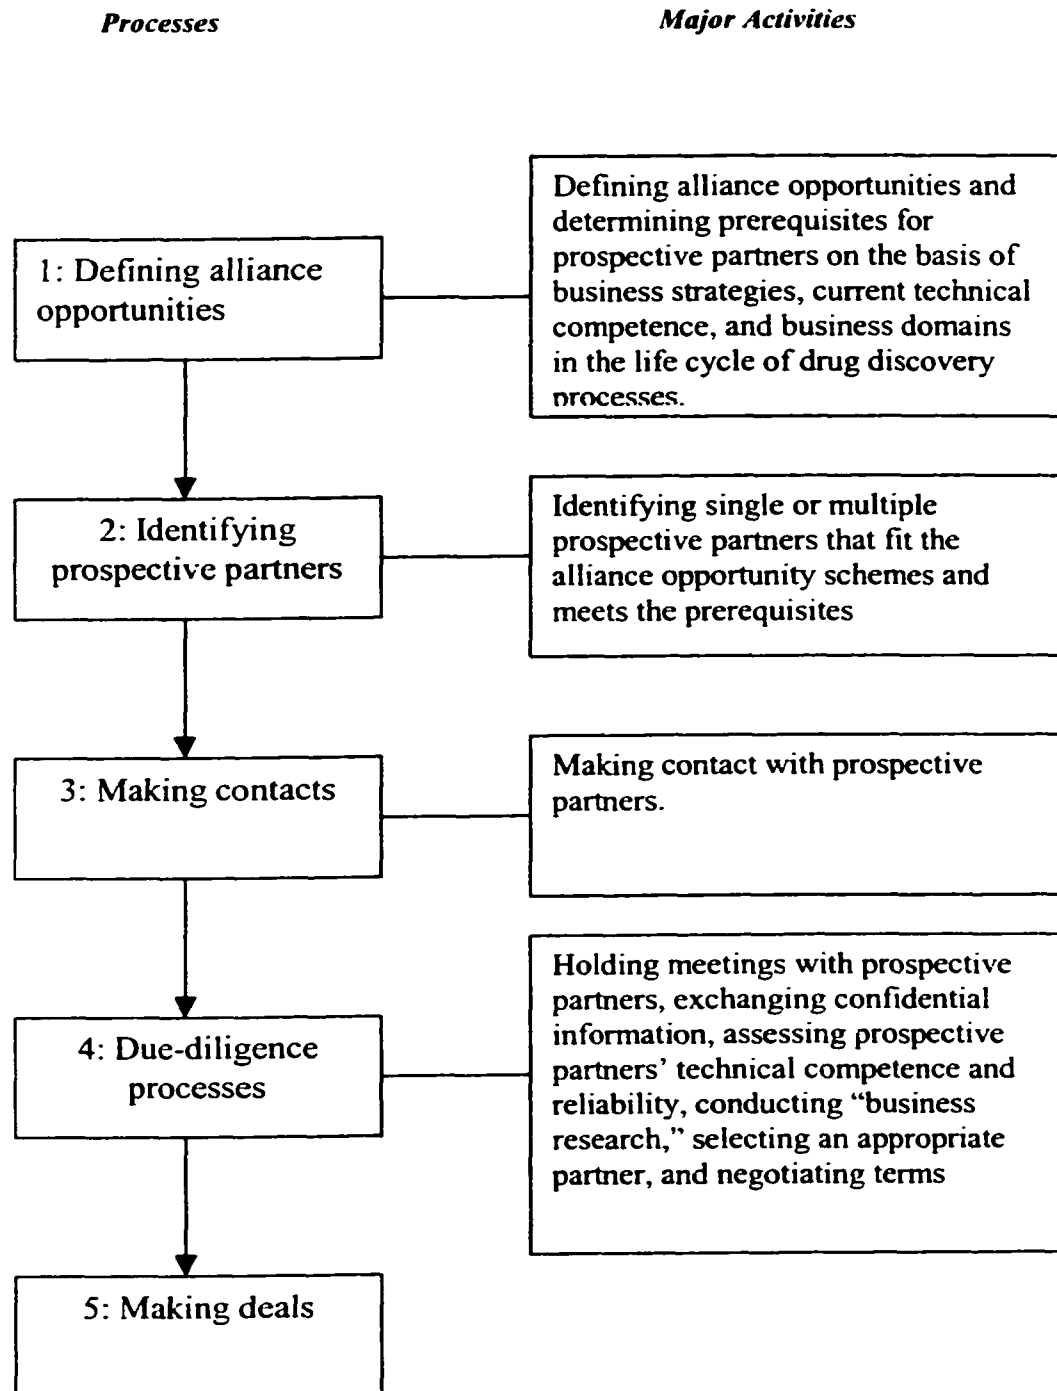 Processes
Major Activities
1: Defining alliance
opportunities
Defining alliance opportunities and
determining prerequisites for
prospective partners on the basis of
business strategies, current technical
competence, and business domains
in the life cycle of drug discovery
processes.
2: Identifying
prospective partners
Identifying single or multiple
prospective partners that fit the
alliance opportunity schemes and
meets the prerequisites
3: Making contacts
Making contact with prospective
partners.
4: Due-diligence
processes
Holding meetings with prospective
partners, exchanging confidential
information, assessing prospective
partners’ technical competence and
reliability, conducting “business
research,” selecting an appropriate
partner, and negotiating terms
5: Making deals